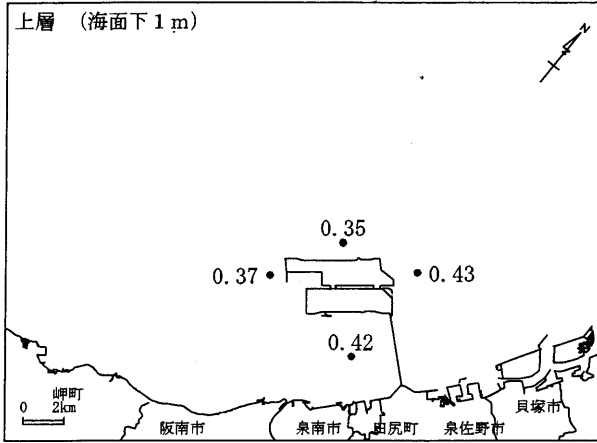 上層 （海面下1m）
N
0.35
0.37
0.43
0.42
岬町
0 2km
阪南市
泉南市
田尻町
泉佐野市
貝塚市